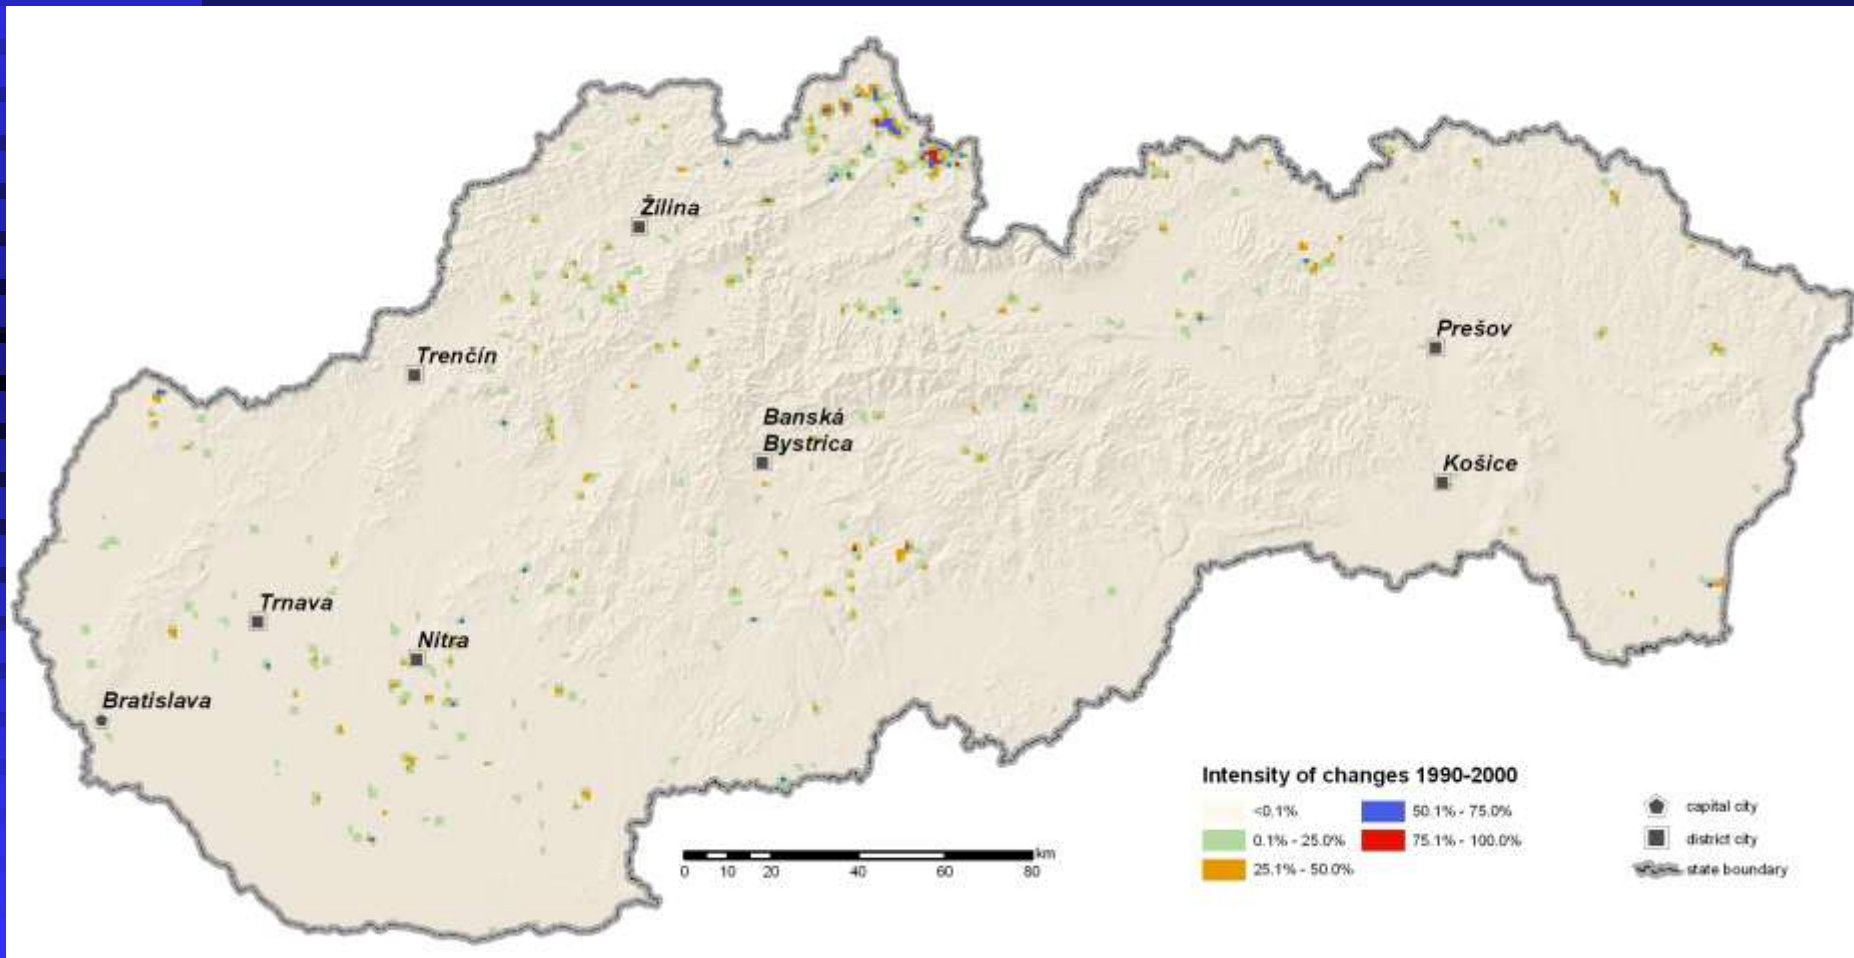 Žilina
Trenčín
Prešov
Banská
Bystrica
Košice
Trnava
Nitra
Bratislava
Intensity of changes 1990-2000
<0.1%
50.1% - 75.0%
0.1% - 25.0%
75.1% - 100.0%
25.1% - 50.0%
capital city
district city
state boundary
km
0 10 20 40 60 80